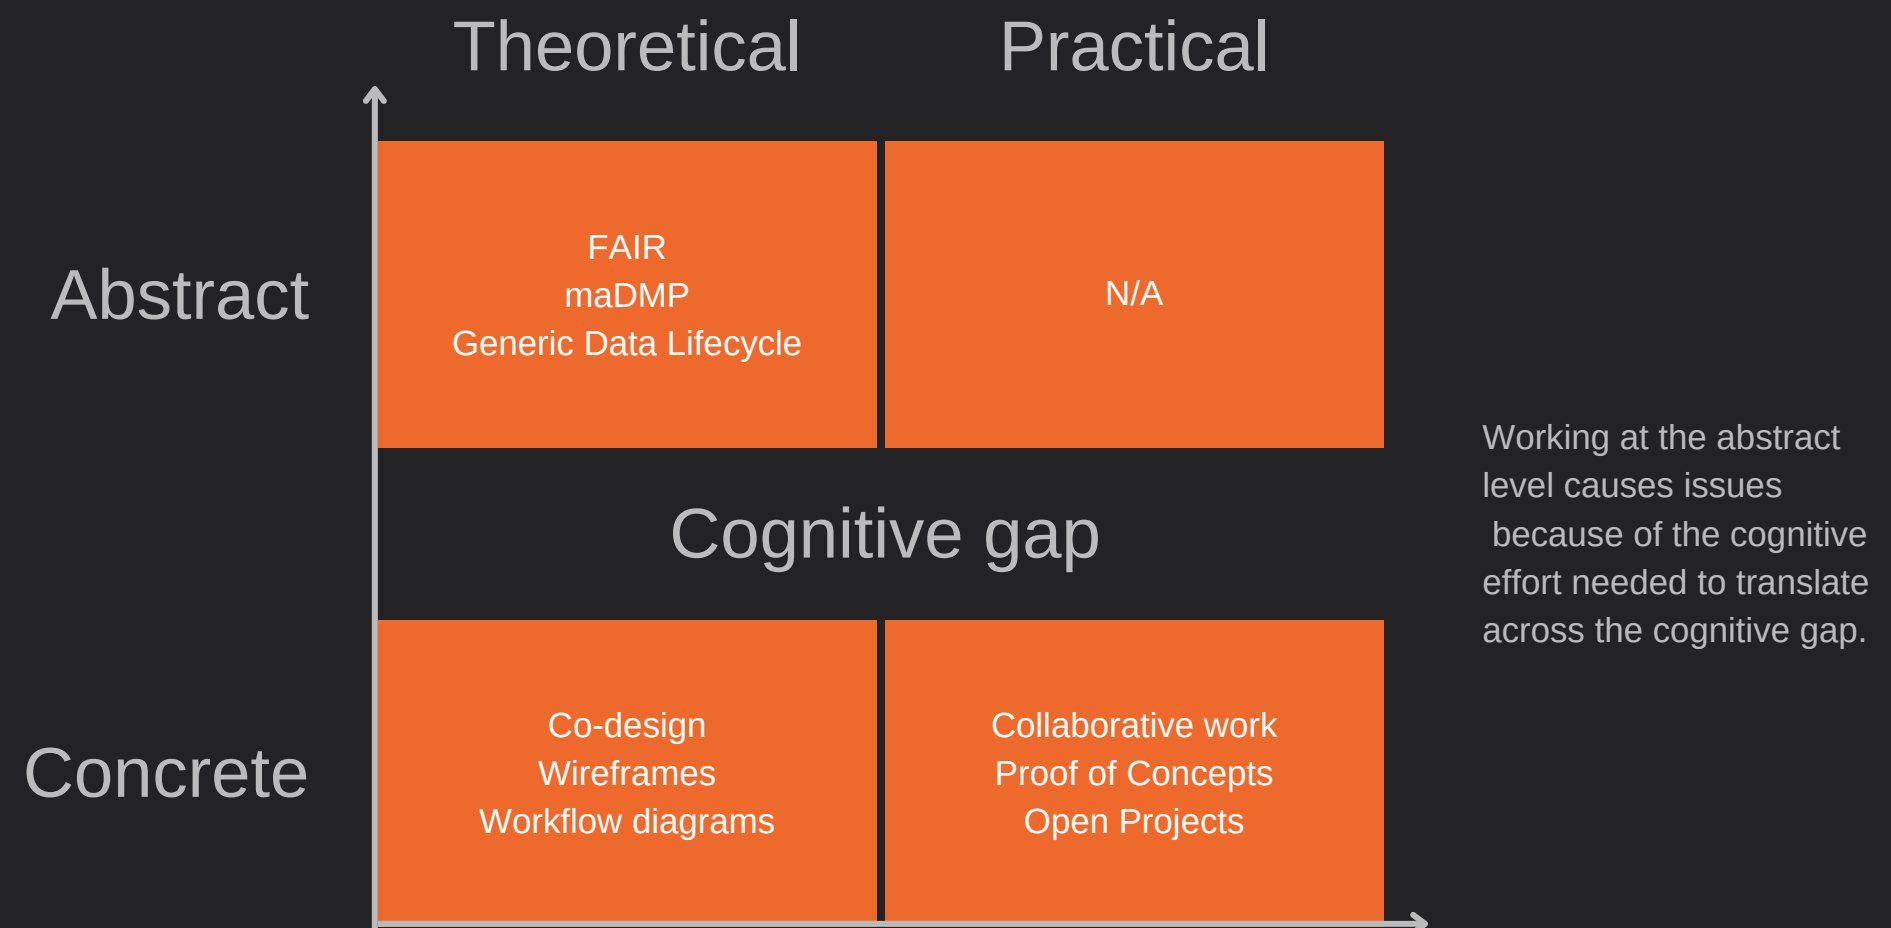 Theoretical
Practical
Abstract
FAIR
maDMP
Generic Data Lifecycle
N/A
Cognitive gap
Working at the abstract
level causes issues
because of the cognitive
effort needed to translate
across the cognitive gap.
Concrete
Co-design
Wireframes
Workflow diagrams
Collaborative work
Proof of Concepts
Open Projects